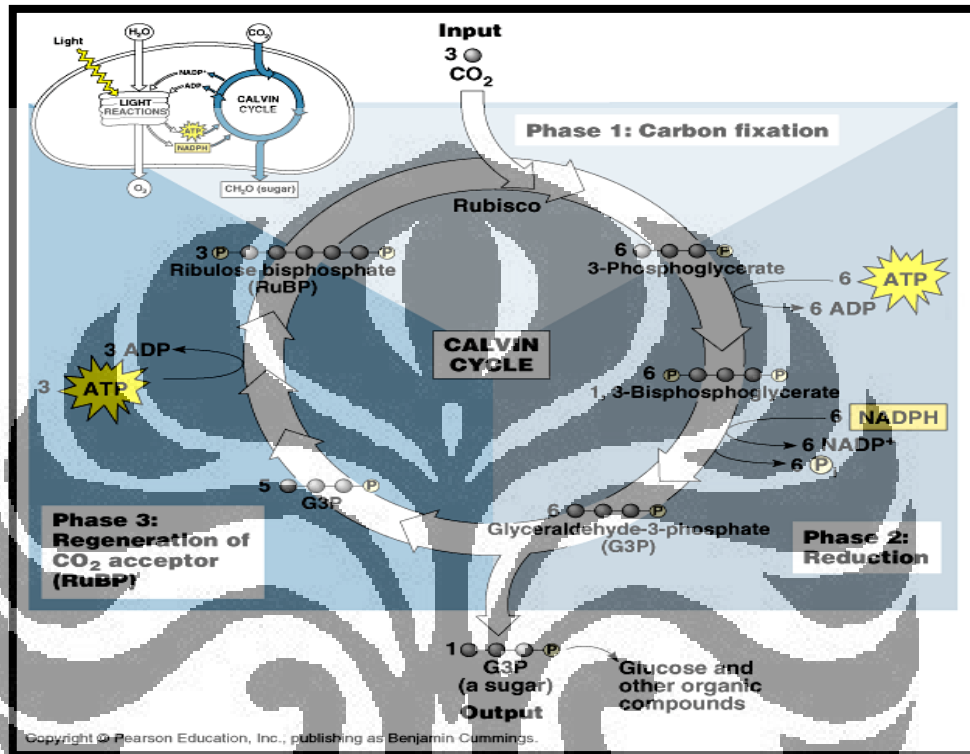 Light
H₂O
CO₂
NADP⁺
ADP
LIGHT
REACTIONS
CALVIN
CYCLE
ATP
NADPH
O₂
CH₂O (sugar)
Input
3
CO₂
Phase 1: Carbon fixation
Rubisco
3 P P
Ribulose bisphosphate
(RuBP)
6 P
3-Phosphoglycerate
6 ATP
6 ADP
CALVIN
CYCLE
3 ADP
3 ATP
6 P P
1, 3-Bisphosphoglycerate
6 NADPH
6 NADP⁺
6 P
5 P
G3P
6 P
Glyceraldehyde-3-phosphate
(G3P)
Phase 3:
Regeneration of
CO₂ acceptor
(RuBP)
Phase 2:
Reduction
1 P
G3P
(a sugar)
Output
Glucose and
other organic
compounds
Copyright © Pearson Education, Inc., publishing as Benjamin Cummings.